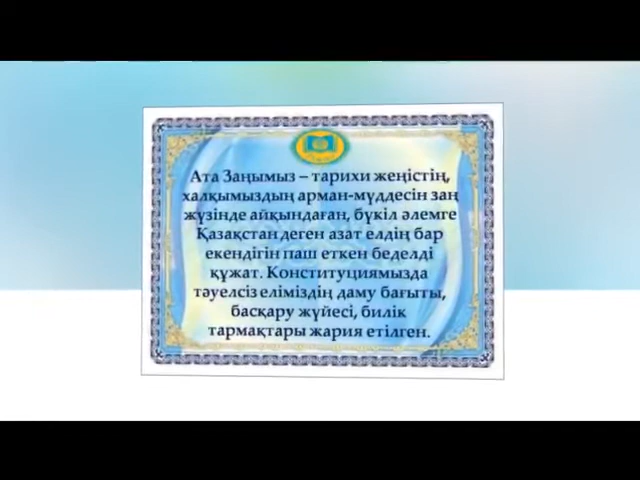 Ата Заңымыз – тарихи жеңістің,
халқымыздың арман-мүддесін заң
жүзінде айқындаған, бүкіл әлемге
Қазақстан деген азат елдің бар
екендігін паш еткен беделді
құжат. Конституциямызда
тәуелсіз еліміздің даму бағыты,
басқару жүйесі, билік
тармақтары жария етілген.